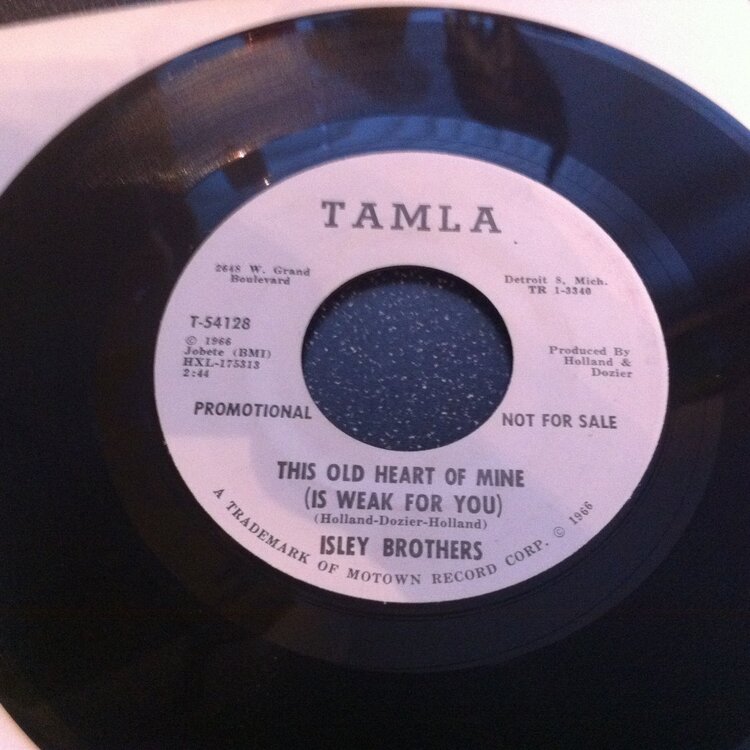 TAMLA
2648 W. Grand
Boulevard
Detroit 8, Mich.
TR 1-3340
T-54128
© 1966
Jobete (BMI)
HXL-175313
2:44
Produced By
Holland &
Dozier
PROMOTIONAL
NOT FOR SALE
THIS OLD HEART OF MINE
(IS WEAK FOR YOU)
(Holland-Dozier-Holland)
ISLEY BROTHERS
A TRADEMARK OF MOTOWN RECORD CORP. © 1966